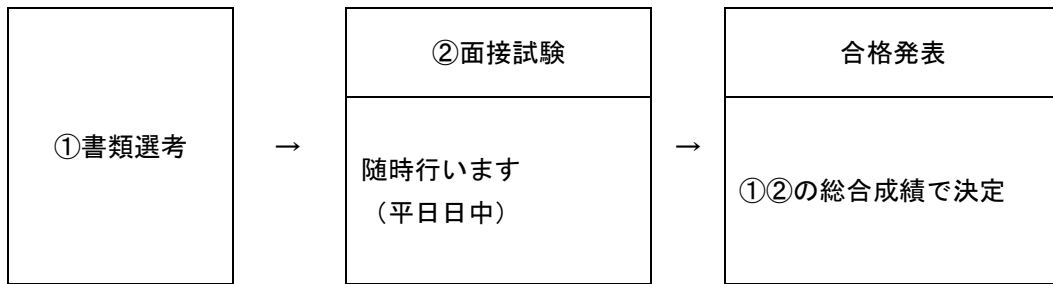 ①書類選考
→
②面接試験
随時行います
（平日日中）
→
合格発表
①②の総合成績で決定